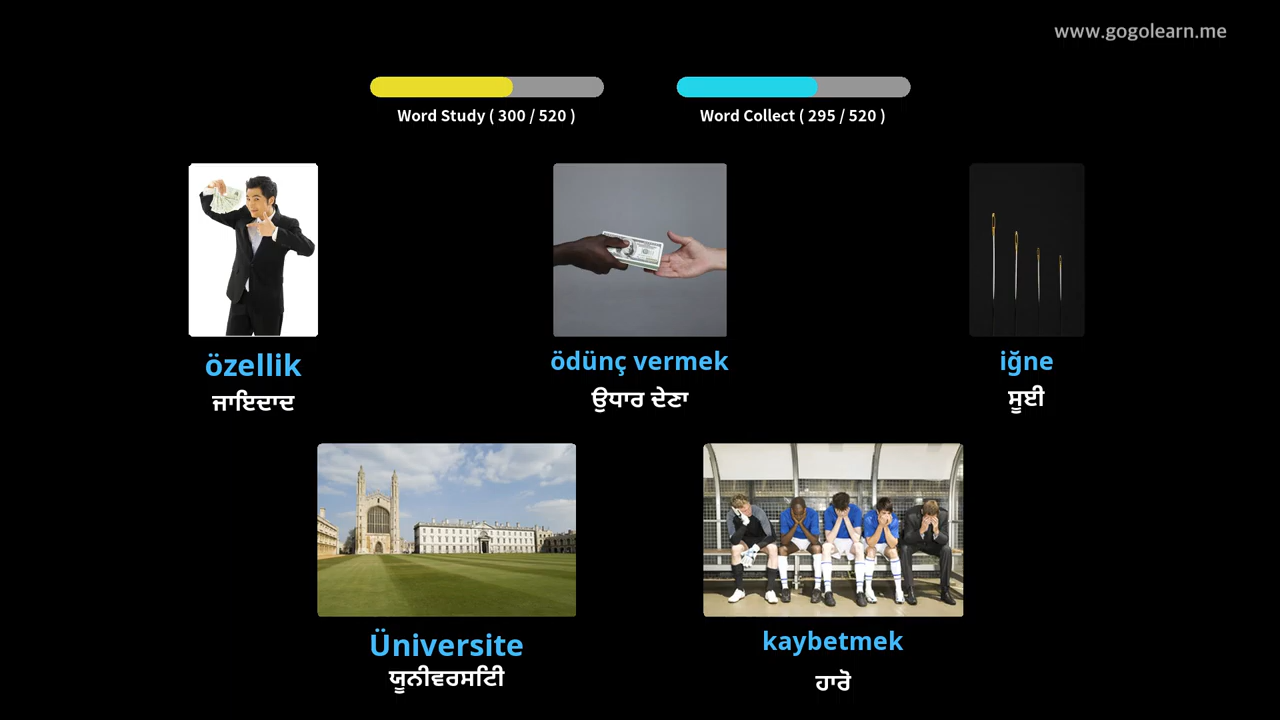 www.gogolearn.me
Word Study ( 300 / 520 )
Word Collect ( 295 / 520 )
özellik
ਜਾਇਦਾਦ
ödünç vermek
ਉਧਾਰ ਦੇਣਾ
iğne
ਸੂਈ
Üniversite
ਯੂਨੀਵਰਸਿਟੀ
kaybetmek
ਹਾਰੋ